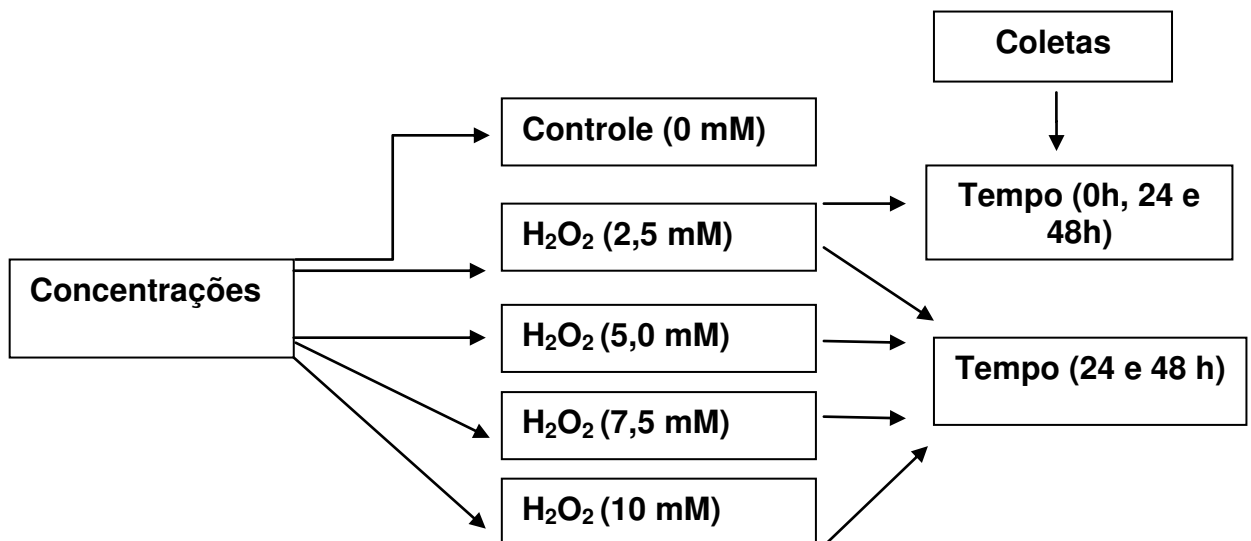 Coletas
Controle (0 mM)
Tempo (0h, 24 e
48h)
H₂O₂ (2,5 mM)
Concentrações
H₂O₂ (5,0 mM)
Tempo (24 e 48 h)
H₂O₂ (7,5 mM)
H₂O₂ (10 mM)